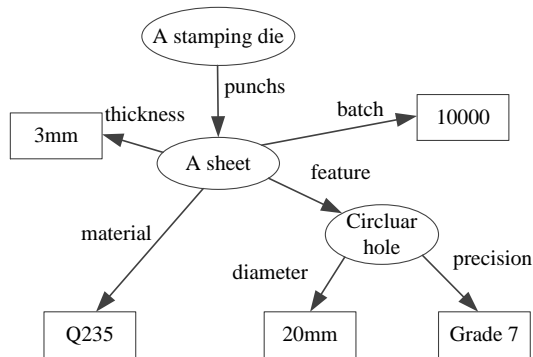 A stamping die
punchs
thickness
batch
10000
3mm
A sheet
feature
material
Circluar
hole
diameter
precision
Q235
20mm
Grade 7